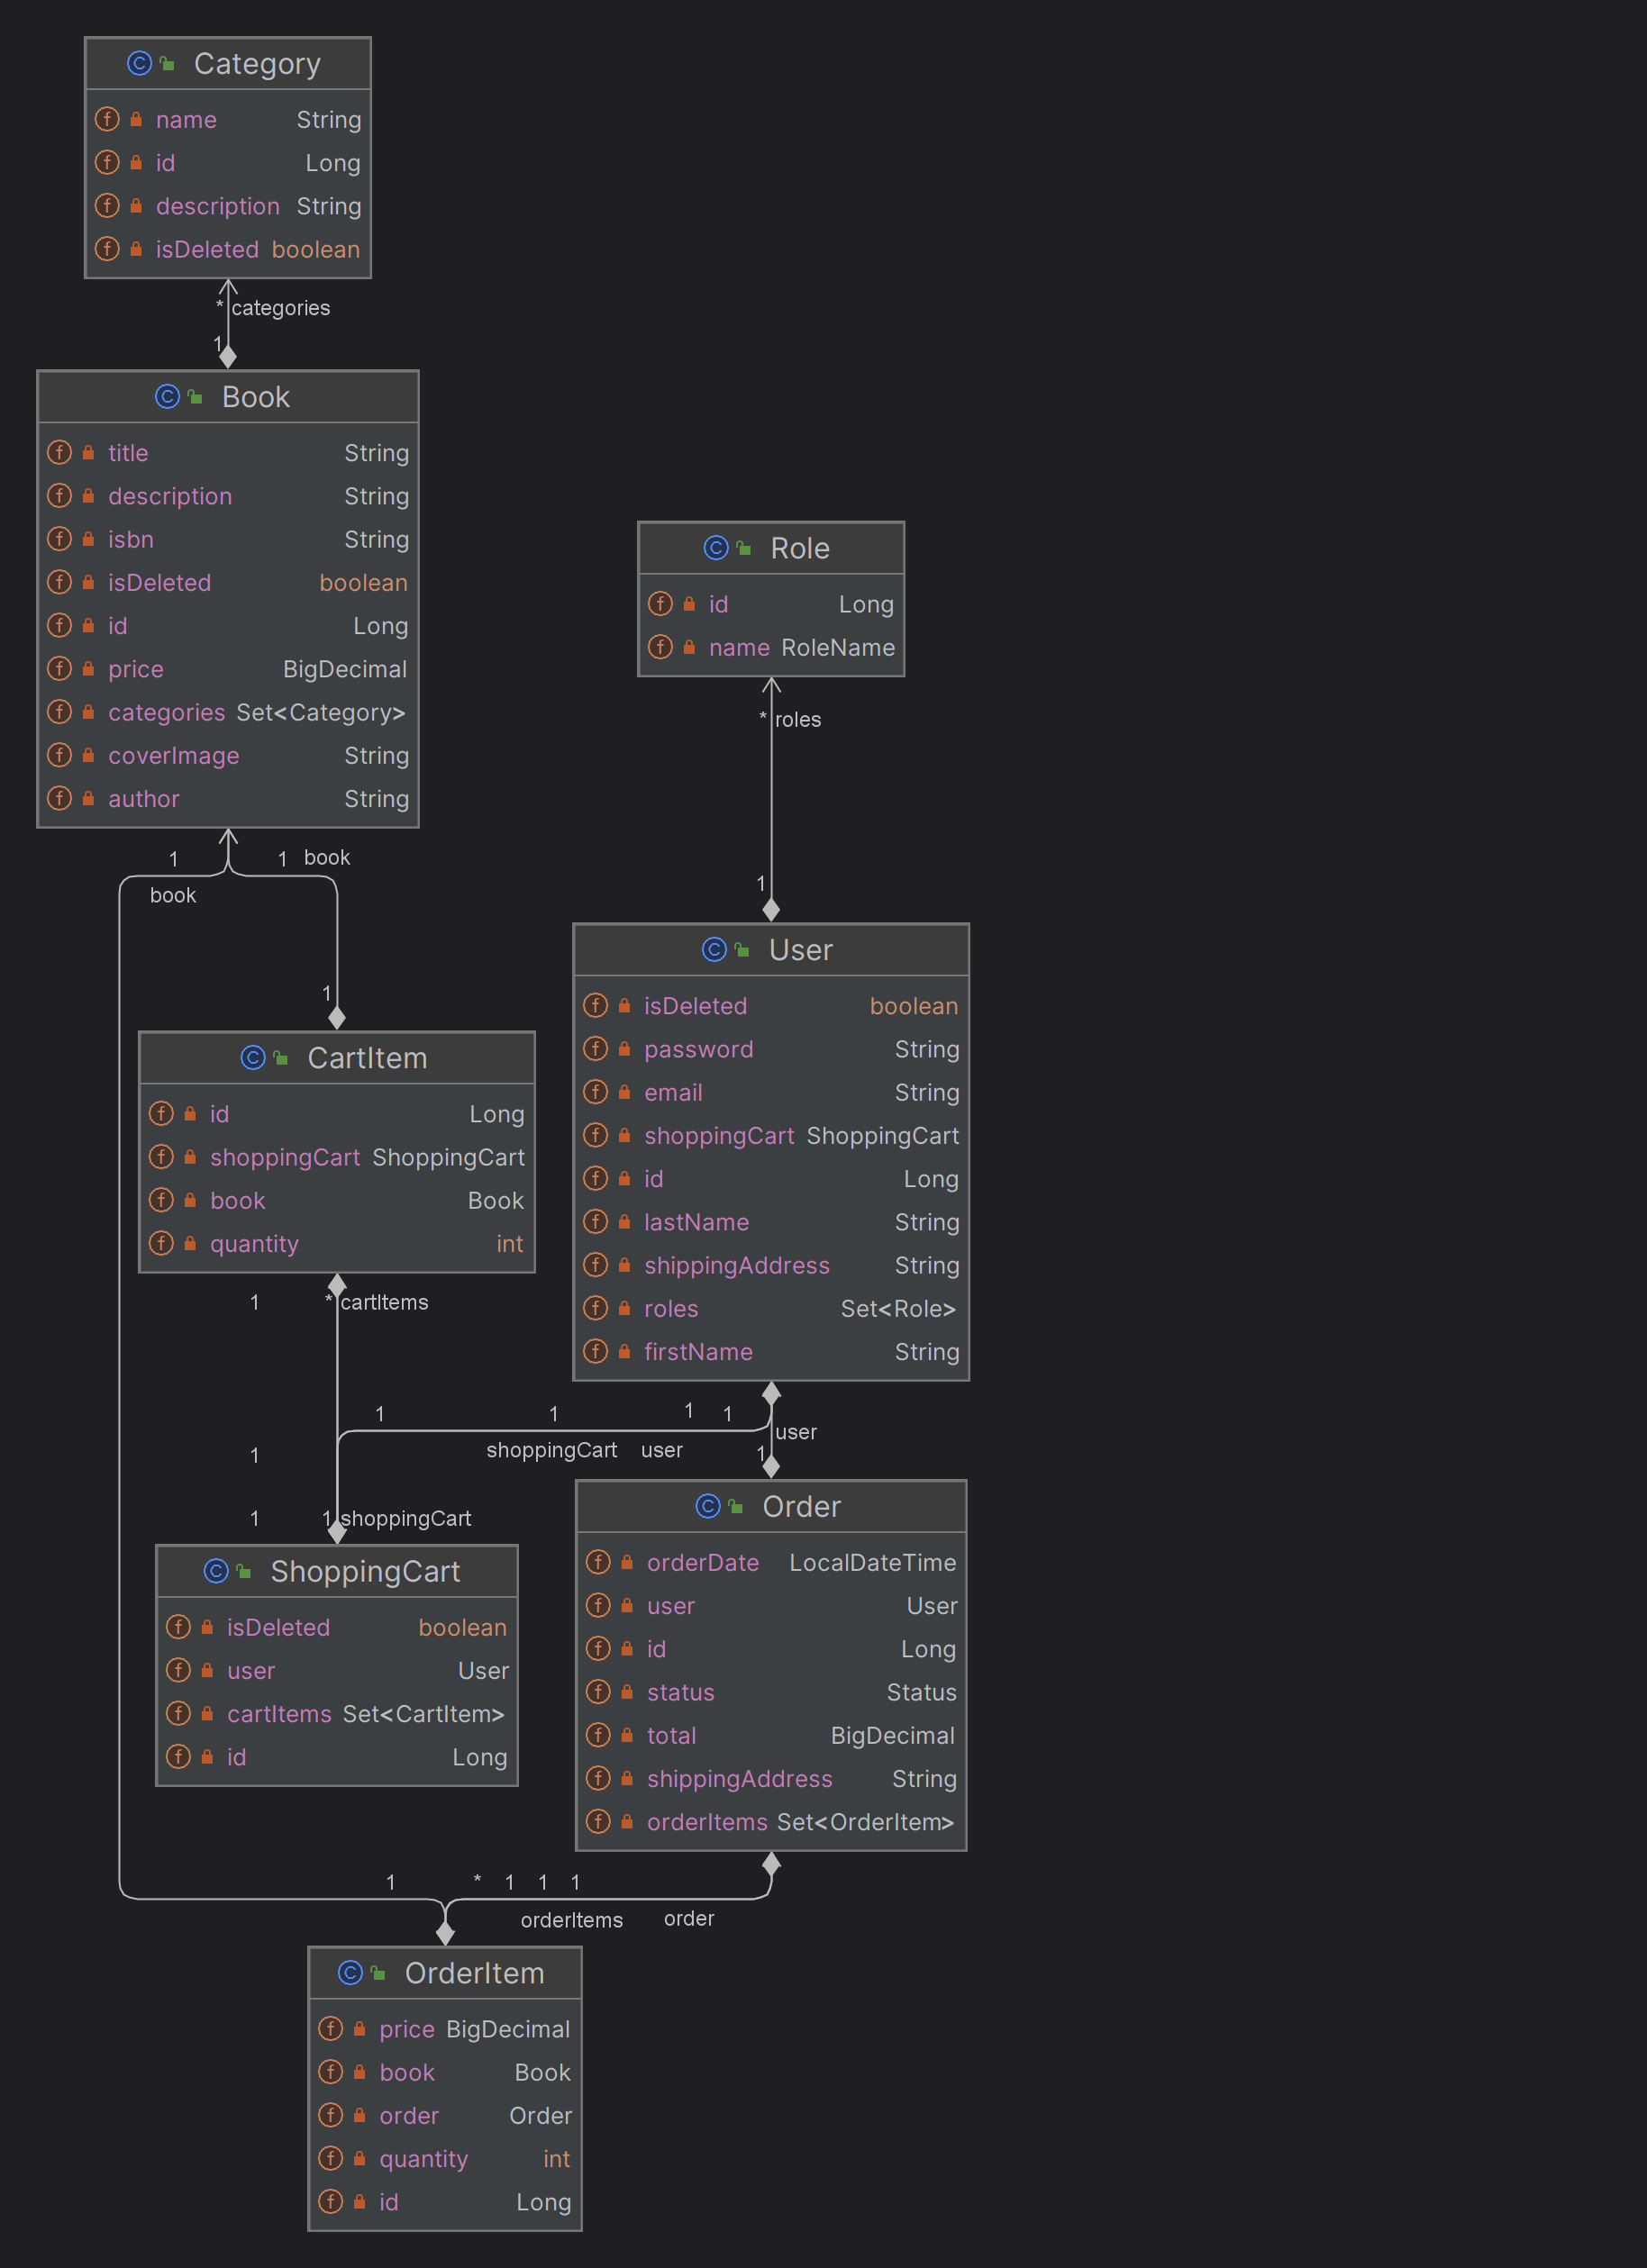 Category
name String
id Long
description String
isDeleted boolean
* categories
1
Book
title String
description String
isbn String
isDeleted boolean
id Long
price BigDecimal
categories Set<Category>
coverImage String
author String
1 1 book
book
1
Role
id Long
name RoleName
* roles
1
User
isDeleted boolean
password String
email String
shoppingCart ShoppingCart
id Long
lastName String
shippingAddress String
roles Set<Role>
firstName String
CartItem
id Long
shoppingCart ShoppingCart
book Book
quantity int
1 * cartItems
1 1 1 1
user
shoppingCart user
1 1
1 1 shoppingCart
ShoppingCart
isDeleted boolean
user User
cartItems Set<CartItem>
id Long
Order
orderDate LocalDateTime
user User
id Long
status Status
total BigDecimal
shippingAddress String
orderItems Set<OrderItem>
1 * 1 1 1
orderItems order
OrderItem
price BigDecimal
book Book
order Order
quantity int
id Long